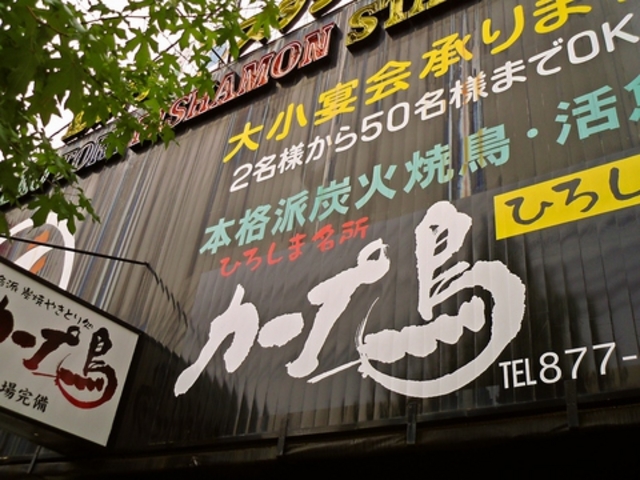 SHAMON
大小宴会承りま
2名様から50名様までOK
本格派炭火焼鳥・活魚
ひろしま名所
ひろし
カープ鳥
TEL877-
カープ鳥
場完備